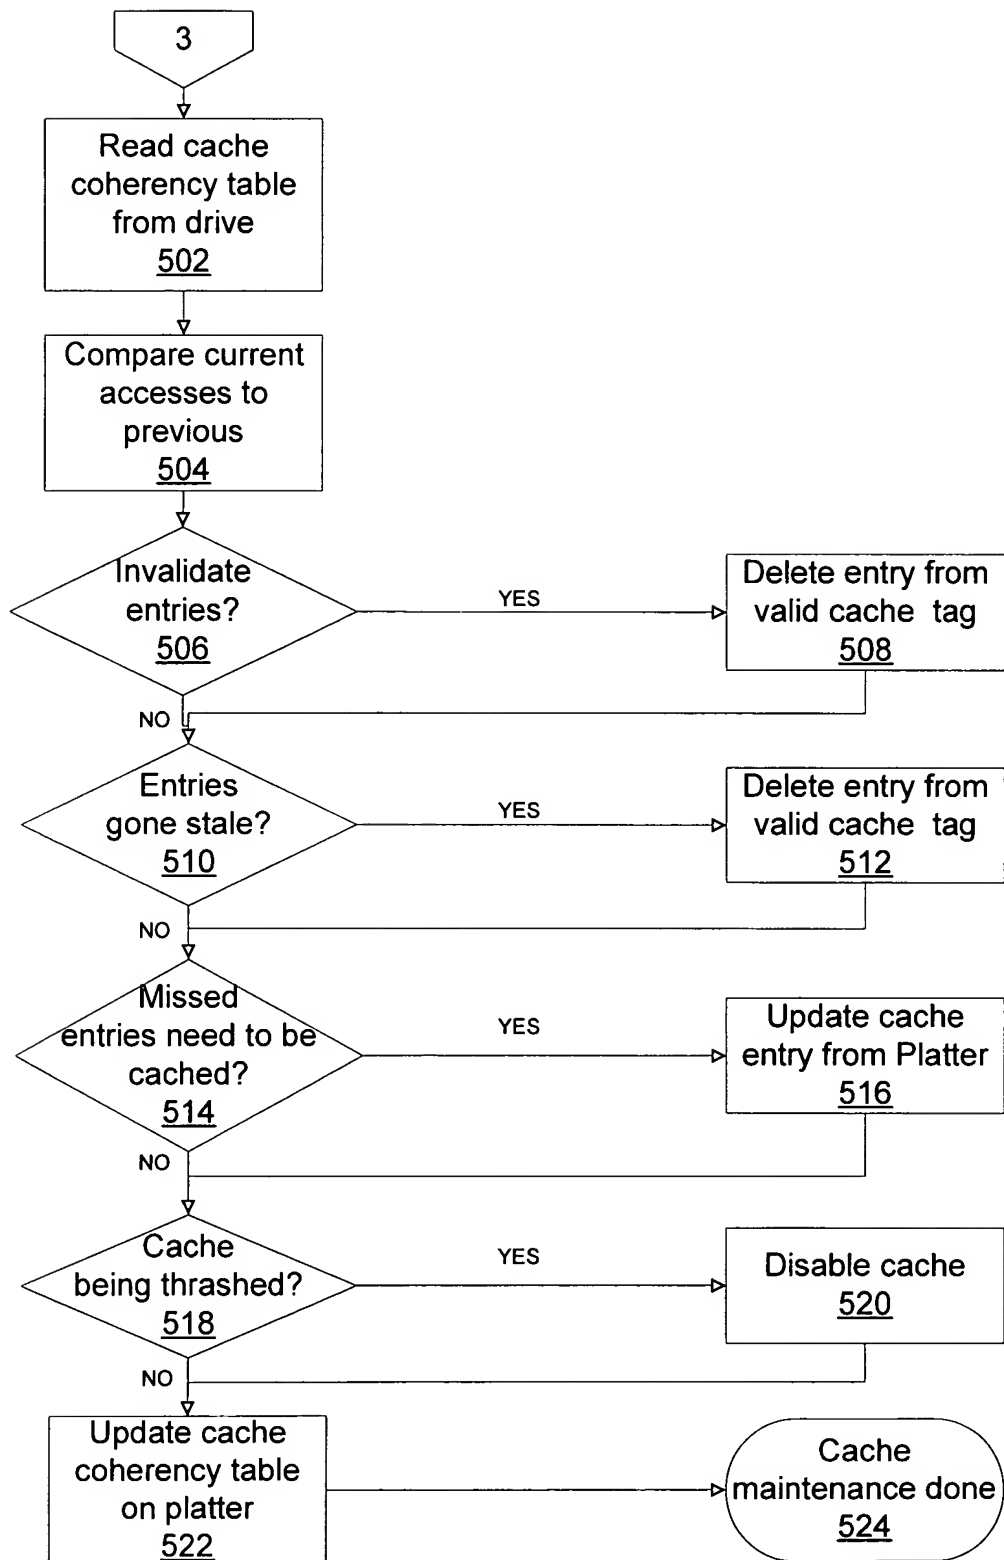 3
Read cache
coherency table
from drive
502
Compare current
accesses to
previous
504
Invalidate
entries?
506
YES
Delete entry from
valid cache tag
508
NO
Entries
gone stale?
510
YES
Delete entry from
valid cache tag
512
NO
Missed
entries need to be
cached?
514
YES
Update cache
entry from Platter
516
NO
Cache
being thrashed?
518
YES
Disable cache
520
NO
Update cache
coherency table
on platter
522
Cache
maintenance done
524